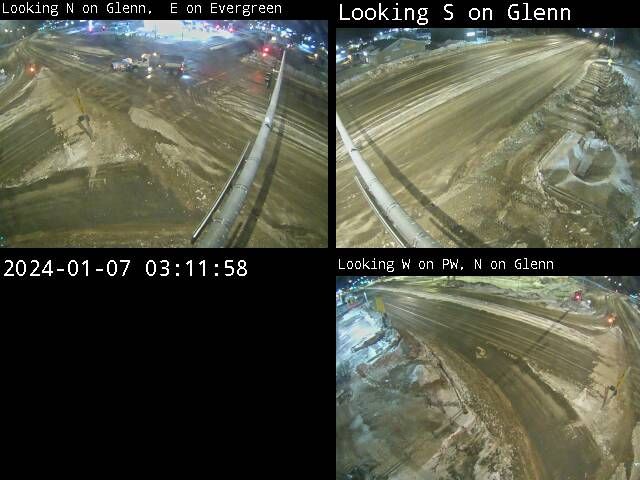 Looking N on Glenn,  E on Evergreen
Looking S on Glenn
2024-01-07 03:11:58
Looking W on PW, N on Glenn